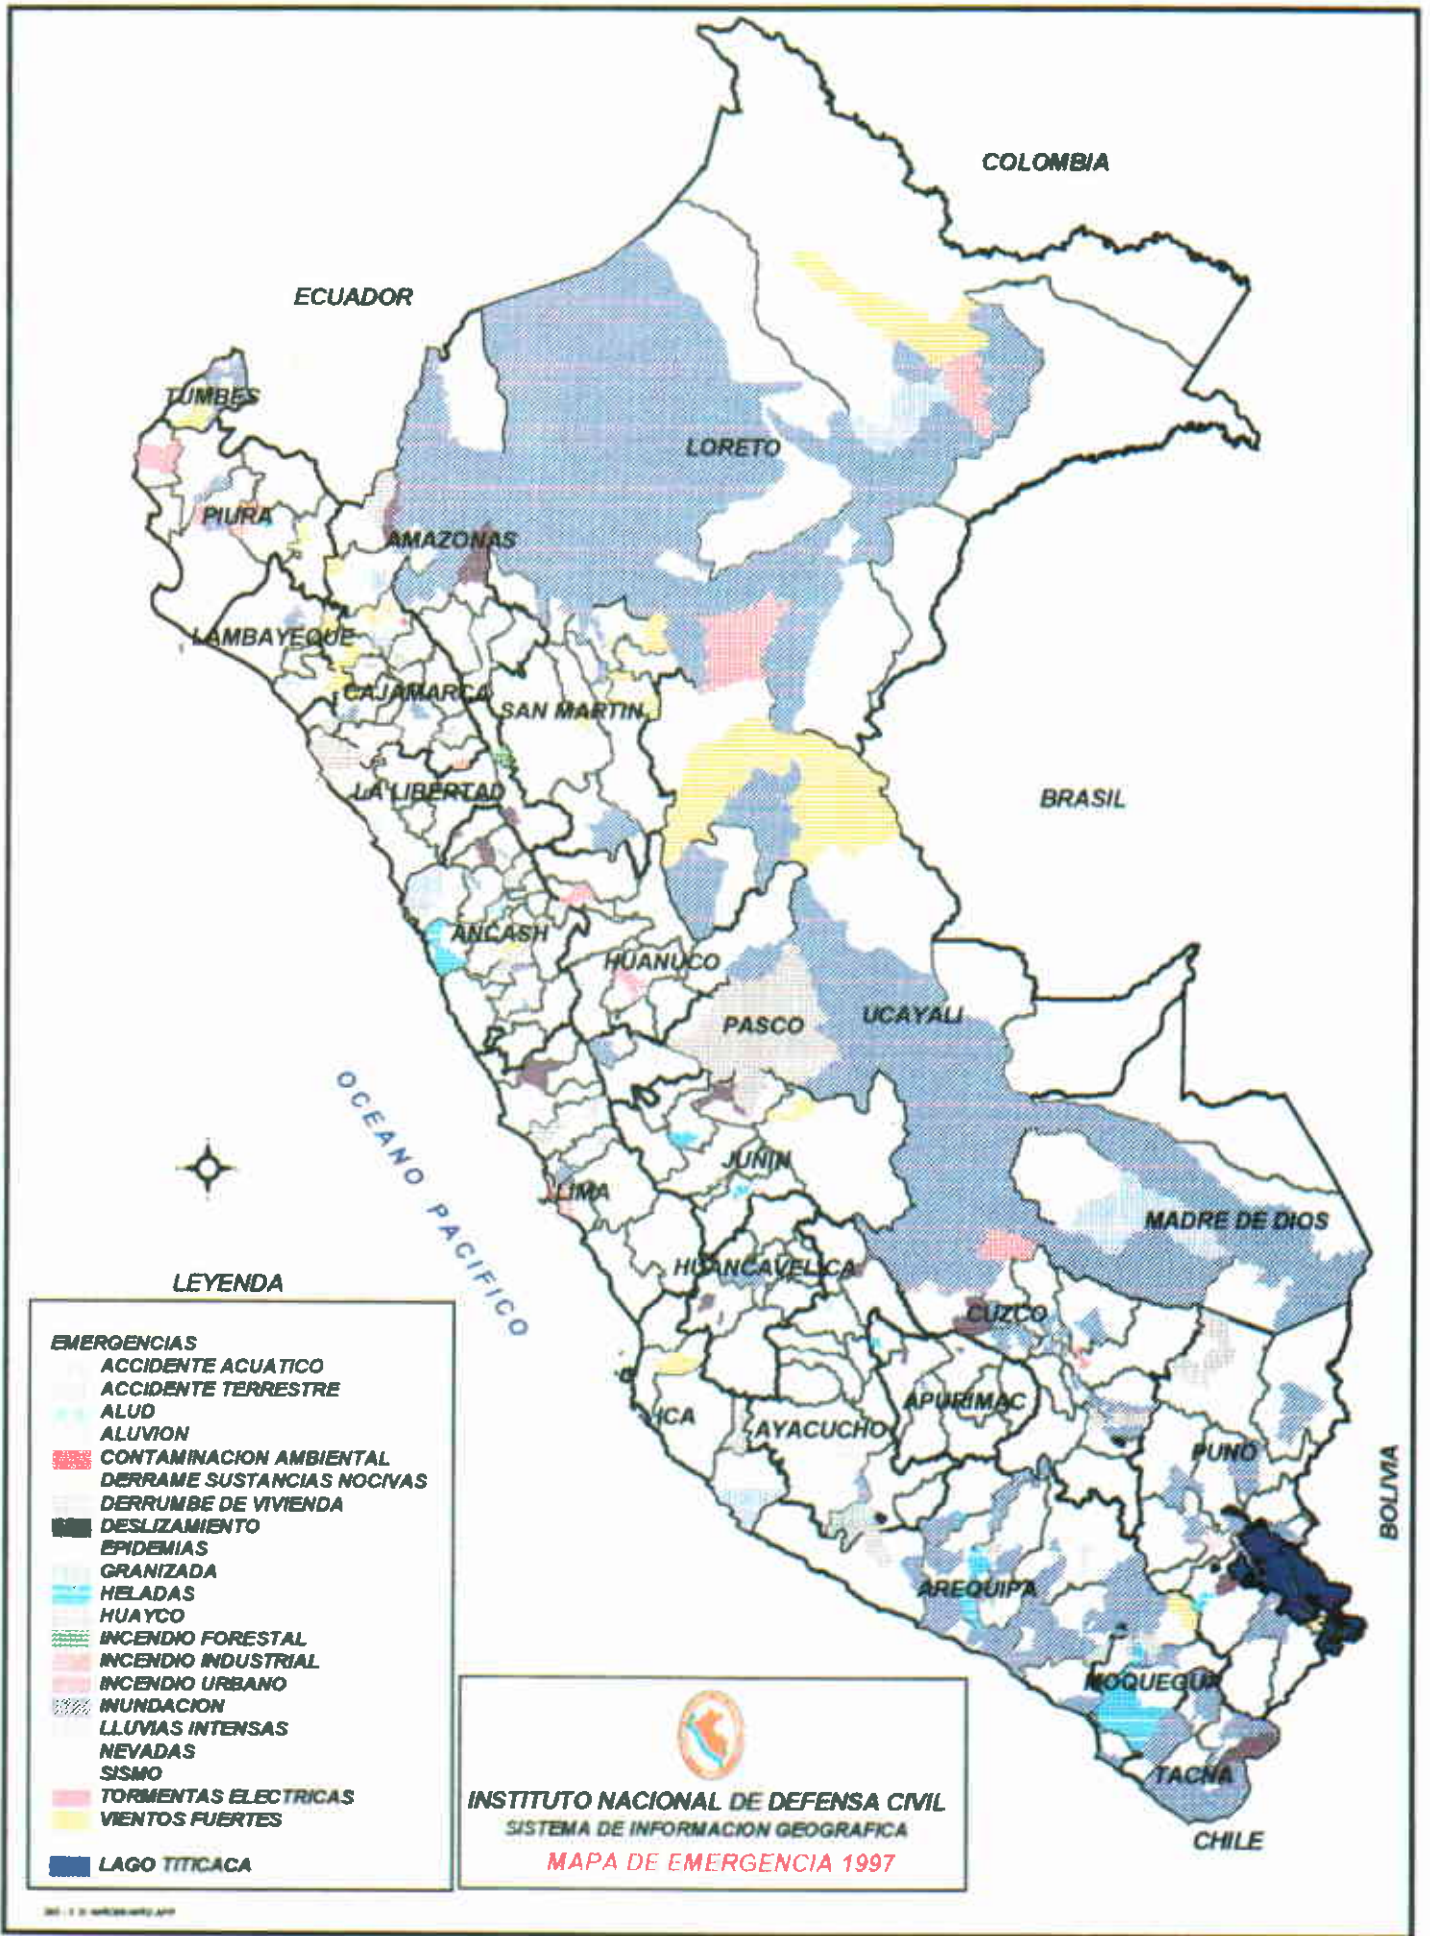 COLOMBIA
ECUADOR
TUMBES
LORETO
PIURA
AMAZONAS
LAMBAYEQUE
CAJAMARCA
SAN MARTIN
LA LIBERTAD
BRASIL
ANCASH
HUANUCO
PASCO
UCAYALI
OCEANO PACIFICO
JUNIN
LIMA
MADRE DE DIOS
HUANCAVELICA
CUZCO
APURIMAC
ICA
AYACUCHO
PUNO
BOLIVIA
AREQUIPA
MOQUEGUA
TACNA
CHILE
LEYENDA
EMERGENCIAS
ACCIDENTE ACUATICO
ACCIDENTE TERRESTRE
ALUD
ALUVION
CONTAMINACION AMBIENTAL
DERRAME SUSTANCIAS NOCIVAS
DERRUMBE DE VIVIENDA
DESLIZAMIENTO
EPIDEMIAS
GRANIZADA
HELADAS
HUAYCO
INCENDIO FORESTAL
INCENDIO INDUSTRIAL
INCENDIO URBANO
INUNDACION
LLUVIAS INTENSAS
NEVADAS
SISMO
TORMENTAS ELECTRICAS
VIENTOS FUERTES
LAGO TITICACA
INSTITUTO NACIONAL DE DEFENSA CIVIL
SISTEMA DE INFORMACION GEOGRAFICA
MAPA DE EMERGENCIA 1997